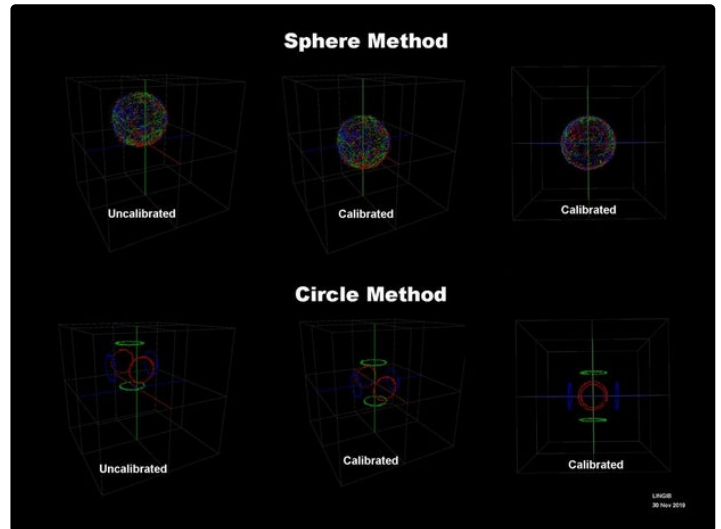 Sphere Method
Uncalibrated
Calibrated
Calibrated
Circle Method
Uncalibrated
Calibrated
Calibrated
LINGIB
30 Nov 2019